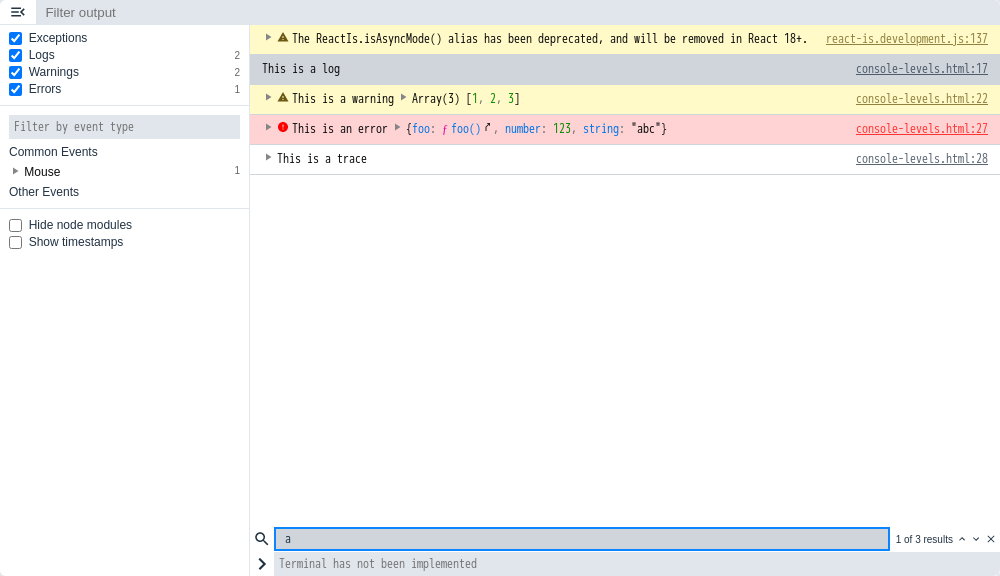 Filter output
Exceptions
Logs 2
Warnings 2
Errors 1
Filter by event type
Common Events
Mouse 1
Other Events
Hide node modules
Show timestamps
The ReactIs.isAsyncMode() alias has been deprecated, and will be removed in React 18+. react-is.development.js:137
This is a log console-levels.html:17
This is a warning Array(3) [1, 2, 3] console-levels.html:22
This is an error {foo: ƒ foo() , number: 123, string: "abc"} console-levels.html:27
This is a trace console-levels.html:28
a 1 of 3 results
Terminal has not been implemented